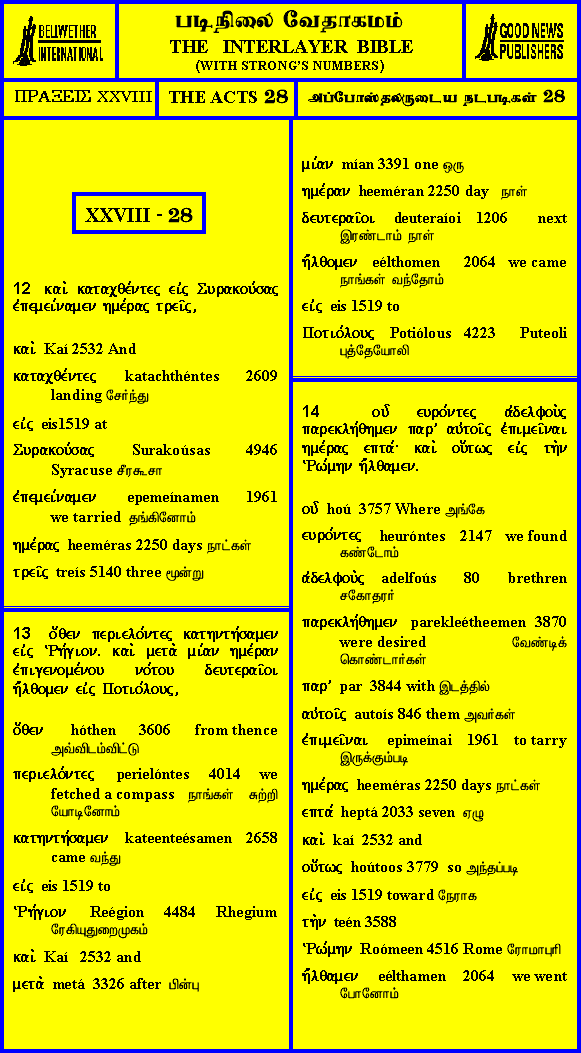 BELLWETHER
INTERNATIONAL
படிநிலை வேதாகமம்
THE INTERLAYER BIBLE
(WITH STRONG'S NUMBERS)
GOOD NEWS
PUBLISHERS
ΠΡΑΞΕΙΣ XXVIII
THE ACTS 28
அப்போஸ்தலருடைய நடபடிகள் 28
XXVIII - 28
12 καὶ καταχθέντες εἰς Συρακούσας
ἐπεμείναμεν ημέρας τρεῖς,
καὶ Kaí 2532 And
καταχθέντες katachthéntes 2609
landing சேர்ந்து
εἰς eis1519 at
Συρακούσας Surakoúsas 4946
Syracuse சீரகூசா
ἐπεμείναμεν epemeínamen 1961
we tarried தங்கினோம்
ημέρας heeméras 2250 days நாட்கள்
τρεῖς treís 5140 three மூன்று
13 ὅθεν περιελόντες κατηντήσαμεν
εἰς Ῥήγιον. καὶ μετὰ μίαν ημέραν
ἐπιγενομένου νότου δευτεραῖοι
ἤλθομεν εἰς Ποτιόλους,
ὅθεν hóthen 3606 from thence
அவ்விடம்விட்டு
περιελόντες perielóntes 4014 we
fetched a compass நாங்கள் சுற்றி
யோடினோம்
κατηντήσαμεν kateenteésamen 2658
came வந்து
εἰς eis 1519 to
Ῥήγιον Reégion 4484 Rhegium
ரேகியுதுறைமுகம்
καὶ Kaí 2532 and
μετὰ metá 3326 after பின்பு
μίαν mían 3391 one ஒரு
ημέραν heeméran 2250 day நாள்
δευτεραῖοι deuteraíoi 1206 next
இரண்டாம் நாள்
ἤλθομεν eélthomen 2064 we came
நாங்கள் வந்தோம்
εἰς eis 1519 to
Ποτιόλους Potiólous 4223 Puteoli
புத்தேயோலி
14 οὗ ευρόντες ἀδελφοὺς
παρεκλήθημεν παρ' αὐτοῖς ἐπιμεῖναι
ημέρας επτά· καὶ οὕτως εἰς τὴν
Ῥώμην ἤλθαμεν.
οὗ hoú 3757 Where அங்கே
ευρόντες heuróntes 2147 we found
கண்டோம்
ἀδελφοὺς adelfoús 80 brethren
சகோதரர்
παρεκλήθημεν parekleétheemen 3870
were desired வேண்டிக்
கொண்டார்கள்
παρ' par 3844 with இடத்தில்
αὐτοῖς autoís 846 them அவர்கள்
ἐπιμεῖναι epimeínai 1961 to tarry
இருக்கும்படி
ημέρας heeméras 2250 days நாட்கள்
επτά heptá 2033 seven ஏழு
καὶ kaí 2532 and
οὕτως hoútoos 3779 so அந்தப்படி
εἰς eis 1519 toward நேராக
τὴν teén 3588
Ῥώμην Roómeen 4516 Rome ரோமாபுரி
ἤλθαμεν eélthamen 2064 we went
போனோம்